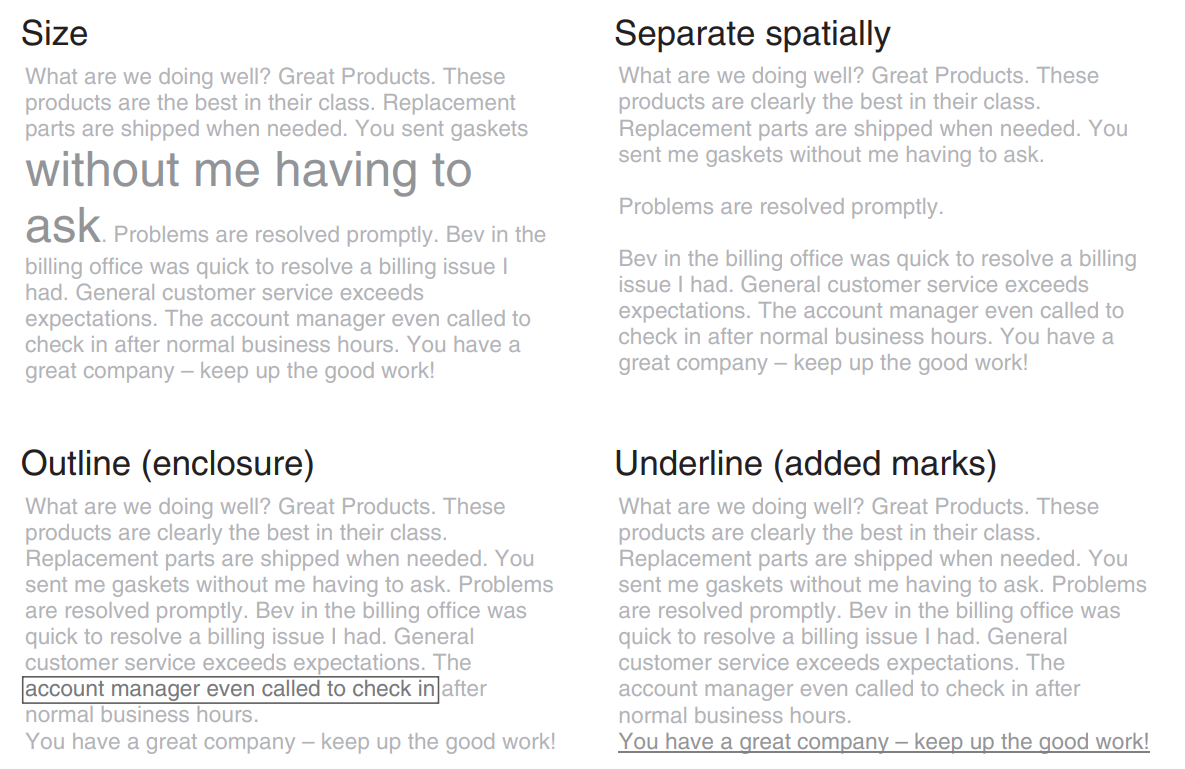 Size
What are we doing well? Great Products. These
products are the best in their class. Replacement
parts are shipped when needed. You sent gaskets
without me having to
ask. Problems are resolved promptly. Bev in the
billing office was quick to resolve a billing issue I
had. General customer service exceeds
expectations. The account manager even called to
check in after normal business hours. You have a
great company – keep up the good work!
Separate spatially
What are we doing well? Great Products. These
products are clearly the best in their class.
Replacement parts are shipped when needed. You
sent me gaskets without me having to ask.
Problems are resolved promptly.
Bev in the billing office was quick to resolve a billing
issue I had. General customer service exceeds
expectations. The account manager even called to
check in after normal business hours. You have a
great company – keep up the good work!
Outline (enclosure)
What are we doing well? Great Products. These
products are clearly the best in their class.
Replacement parts are shipped when needed. You
sent me gaskets without me having to ask. Problems
are resolved promptly. Bev in the billing office was
quick to resolve a billing issue I had. General
customer service exceeds expectations. The
account manager even called to check in after
normal business hours.
You have a great company – keep up the good work!
Underline (added marks)
What are we doing well? Great Products. These
products are clearly the best in their class.
Replacement parts are shipped when needed. You
sent me gaskets without me having to ask. Problems
are resolved promptly. Bev in the billing office was
quick to resolve a billing issue I had. General
customer service exceeds expectations. The
account manager even called to check in after
normal business hours.
You have a great company – keep up the good work!